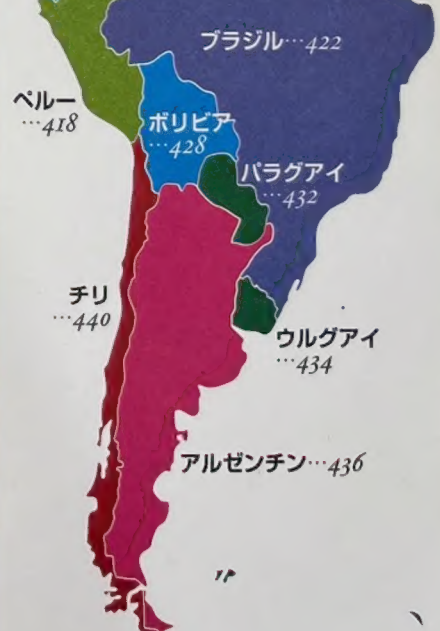 ブラジル…422
ペルー
…418
ボリビア
…428
パラグアイ
…432
チリ
…440
ウルグアイ
…434
アルゼンチン…436